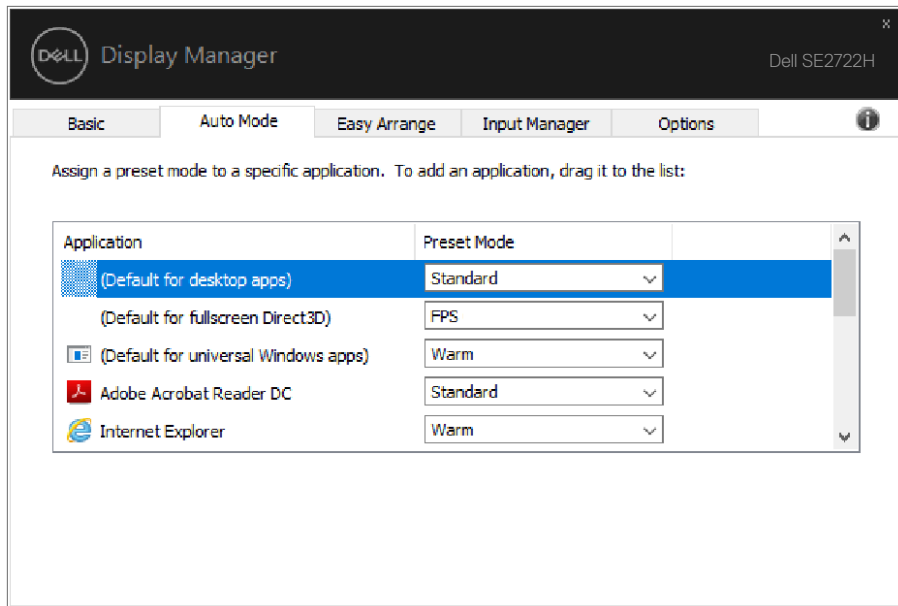 x
DELL Display Manager
Dell SE2722H
Basic Auto Mode Easy Arrange Input Manager Options i
Assign a preset mode to a specific application. To add an application, drag it to the list:
Application Preset Mode
(Default for desktop apps) Standard
(Default for fullscreen Direct3D) FPS
(Default for universal Windows apps) Warm
Adobe Acrobat Reader DC Standard
Internet Explorer Warm